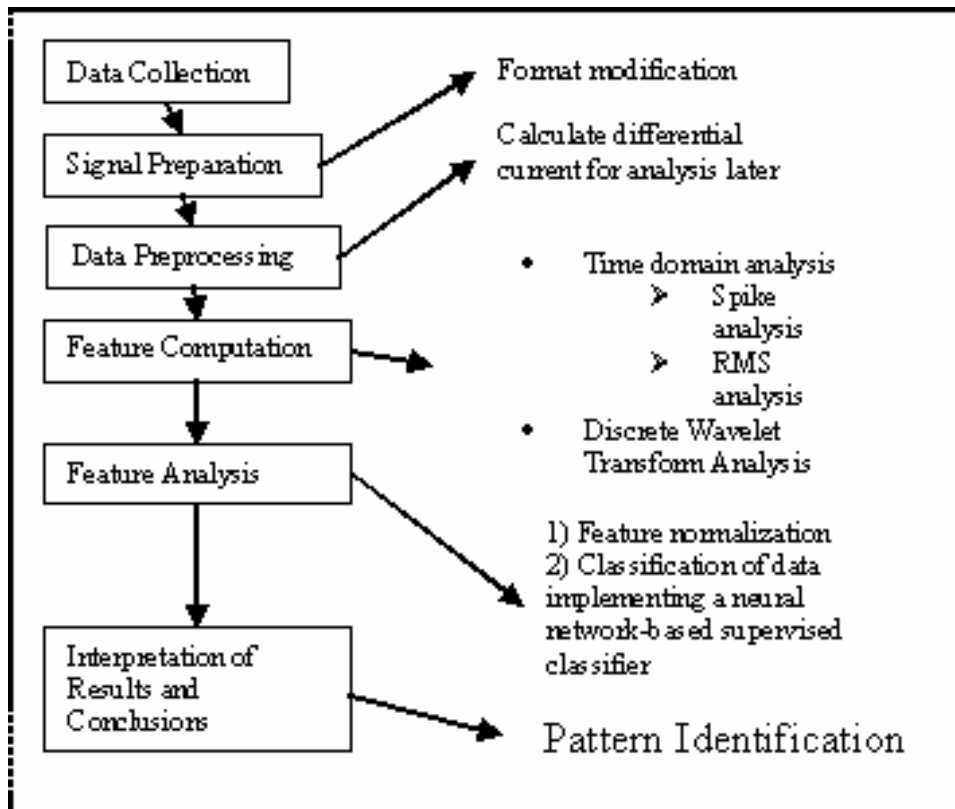 Data Collection
Format modification
Signal Preparation
Calculate differential
current for analysis later
Data Preprocessing
• Time domain analysis
➢ Spike
analysis
➢ RMS
analysis
• Discrete Wavelet
Transform Analysis
Feature Computation
Feature Analysis
1) Feature normalization
2) Classification of data
implementing a neural
network-based supervised
classifier
Interpretation of
Results and
Conclusions
Pattern Identification